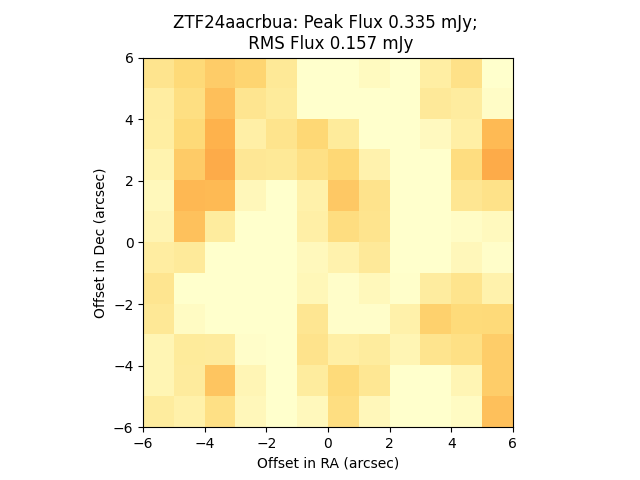 ZTF24aacrbua: Peak Flux 0.335 mJy;
RMS Flux 0.157 mJy
6
4
2
0
−2
−4
−6
Offset in Dec (arcsec)
−6 −4 −2 0 2 4 6
Offset in RA (arcsec)